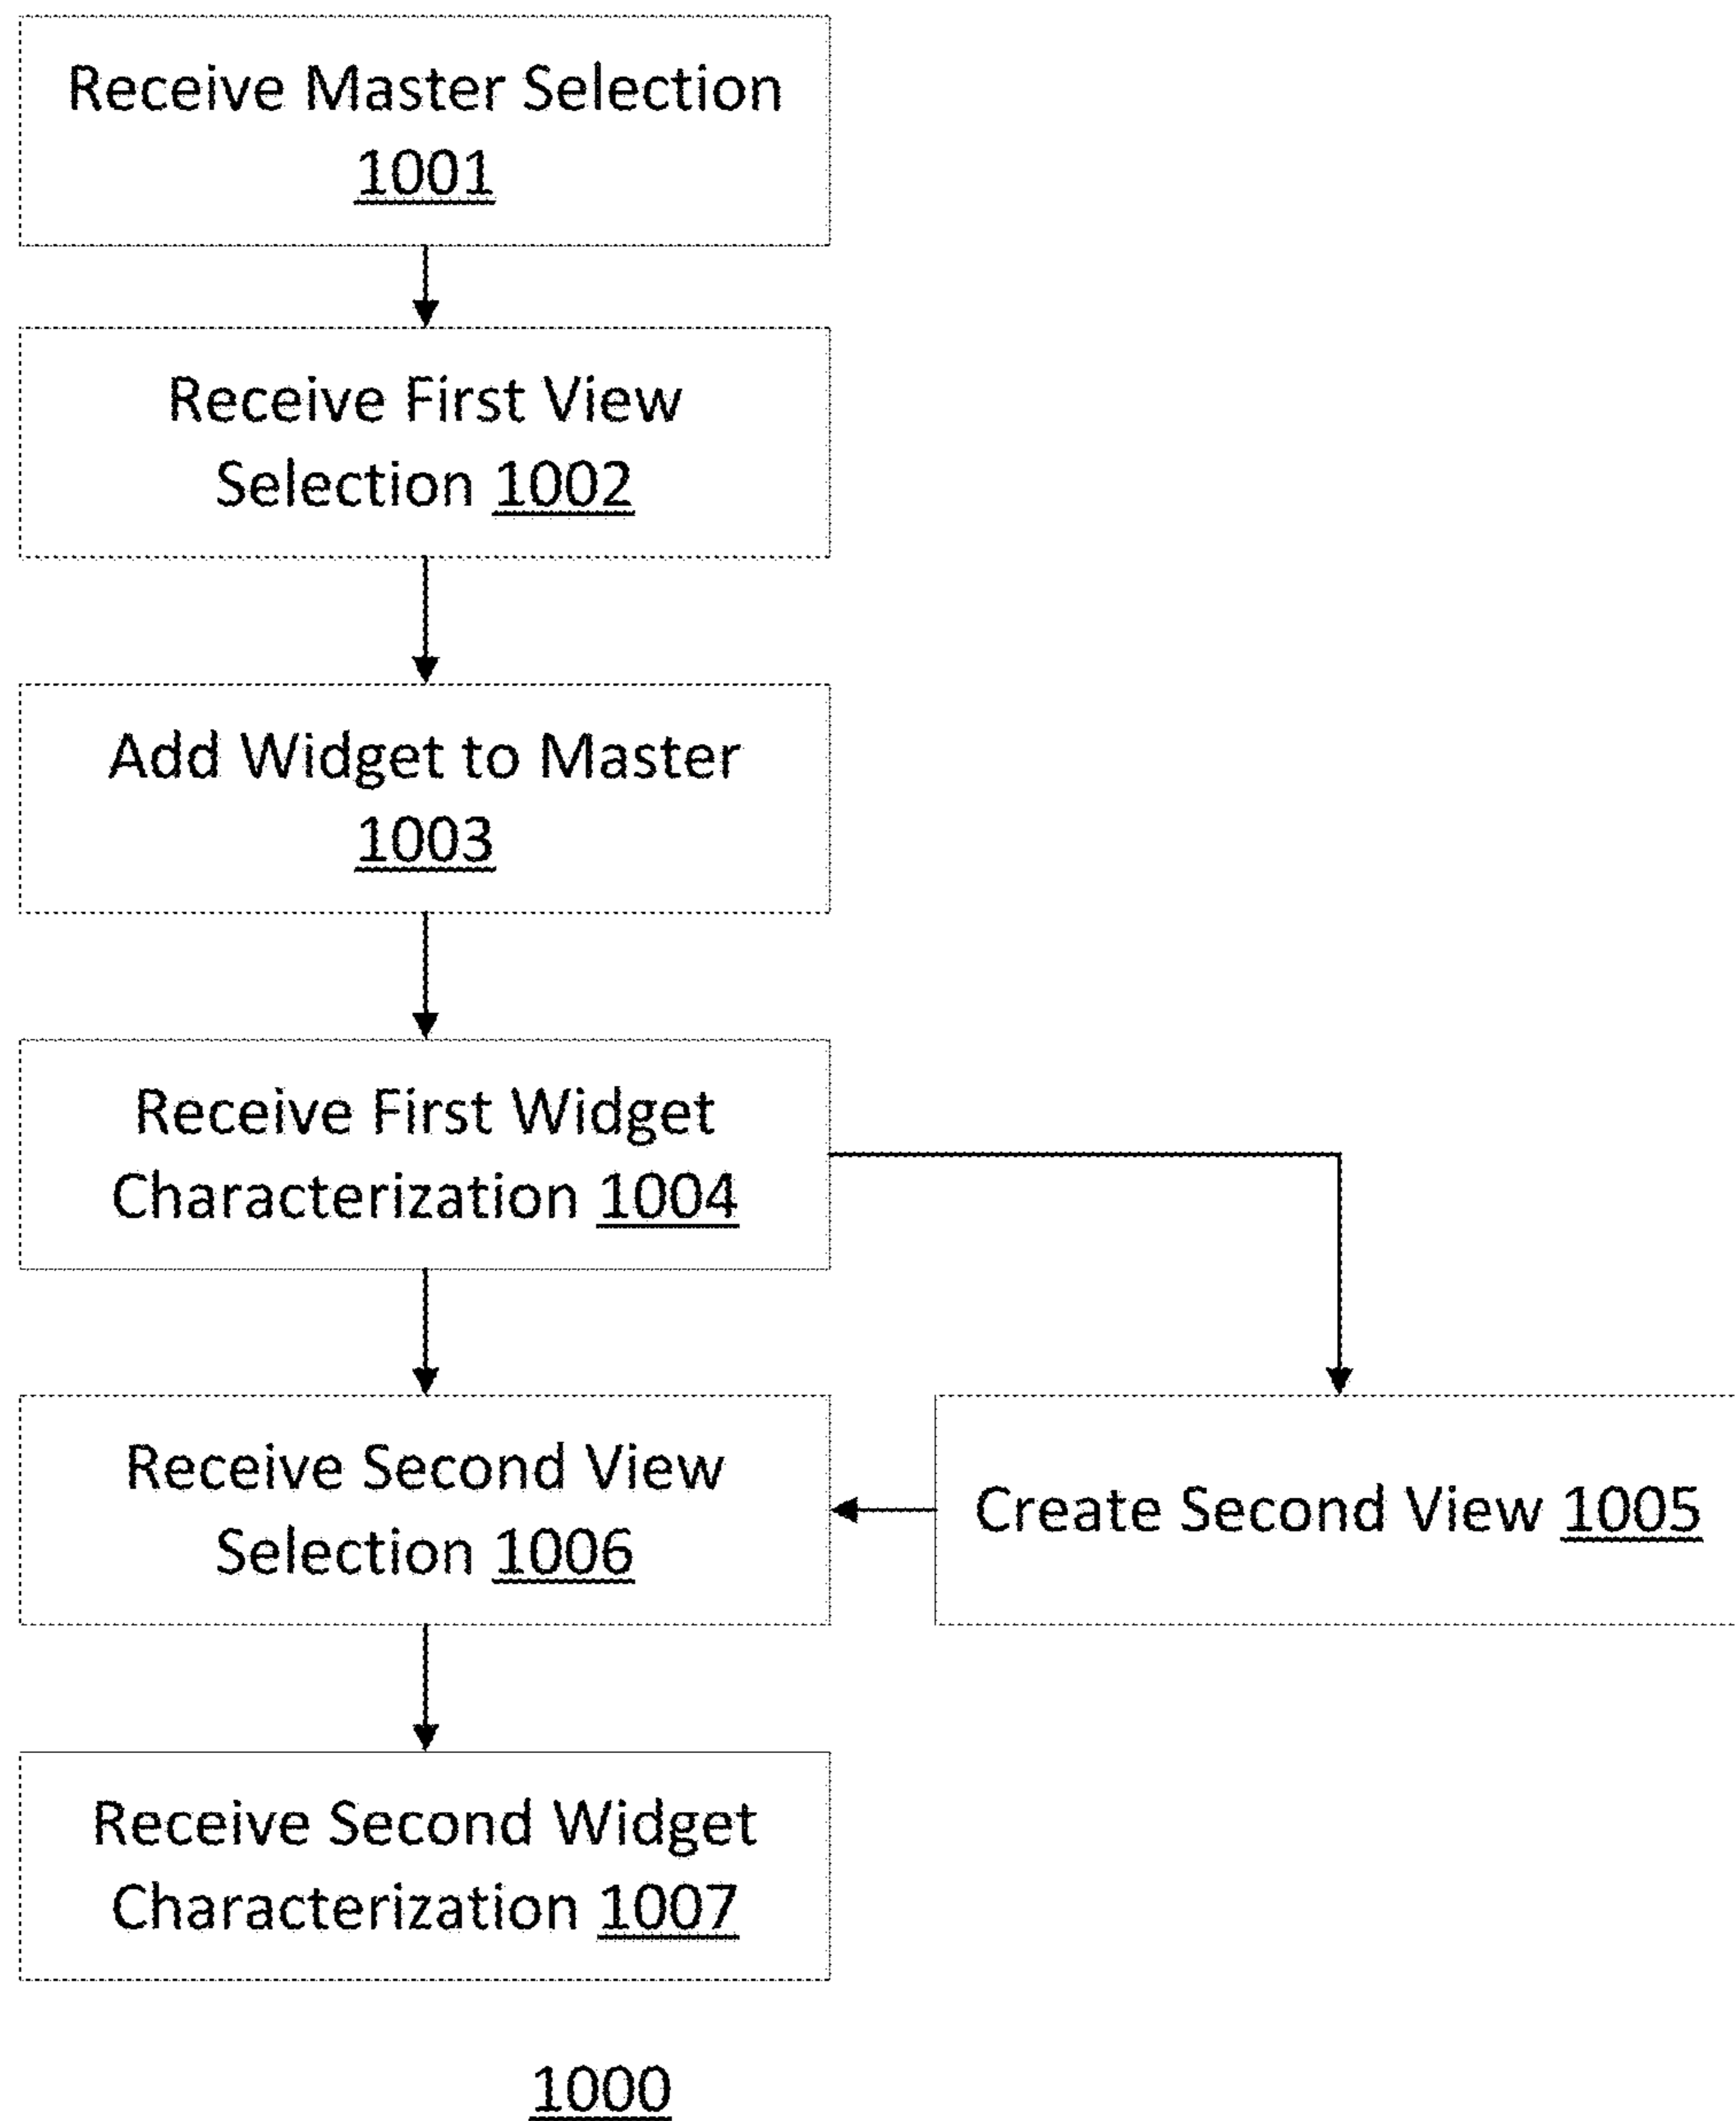 Receive Master Selection
1001
Receive First View
Selection 1002
Add Widget to Master
1003
Receive First Widget
Characterization 1004
Receive Second View
Selection 1006
Create Second View 1005
Receive Second Widget
Characterization 1007
1000